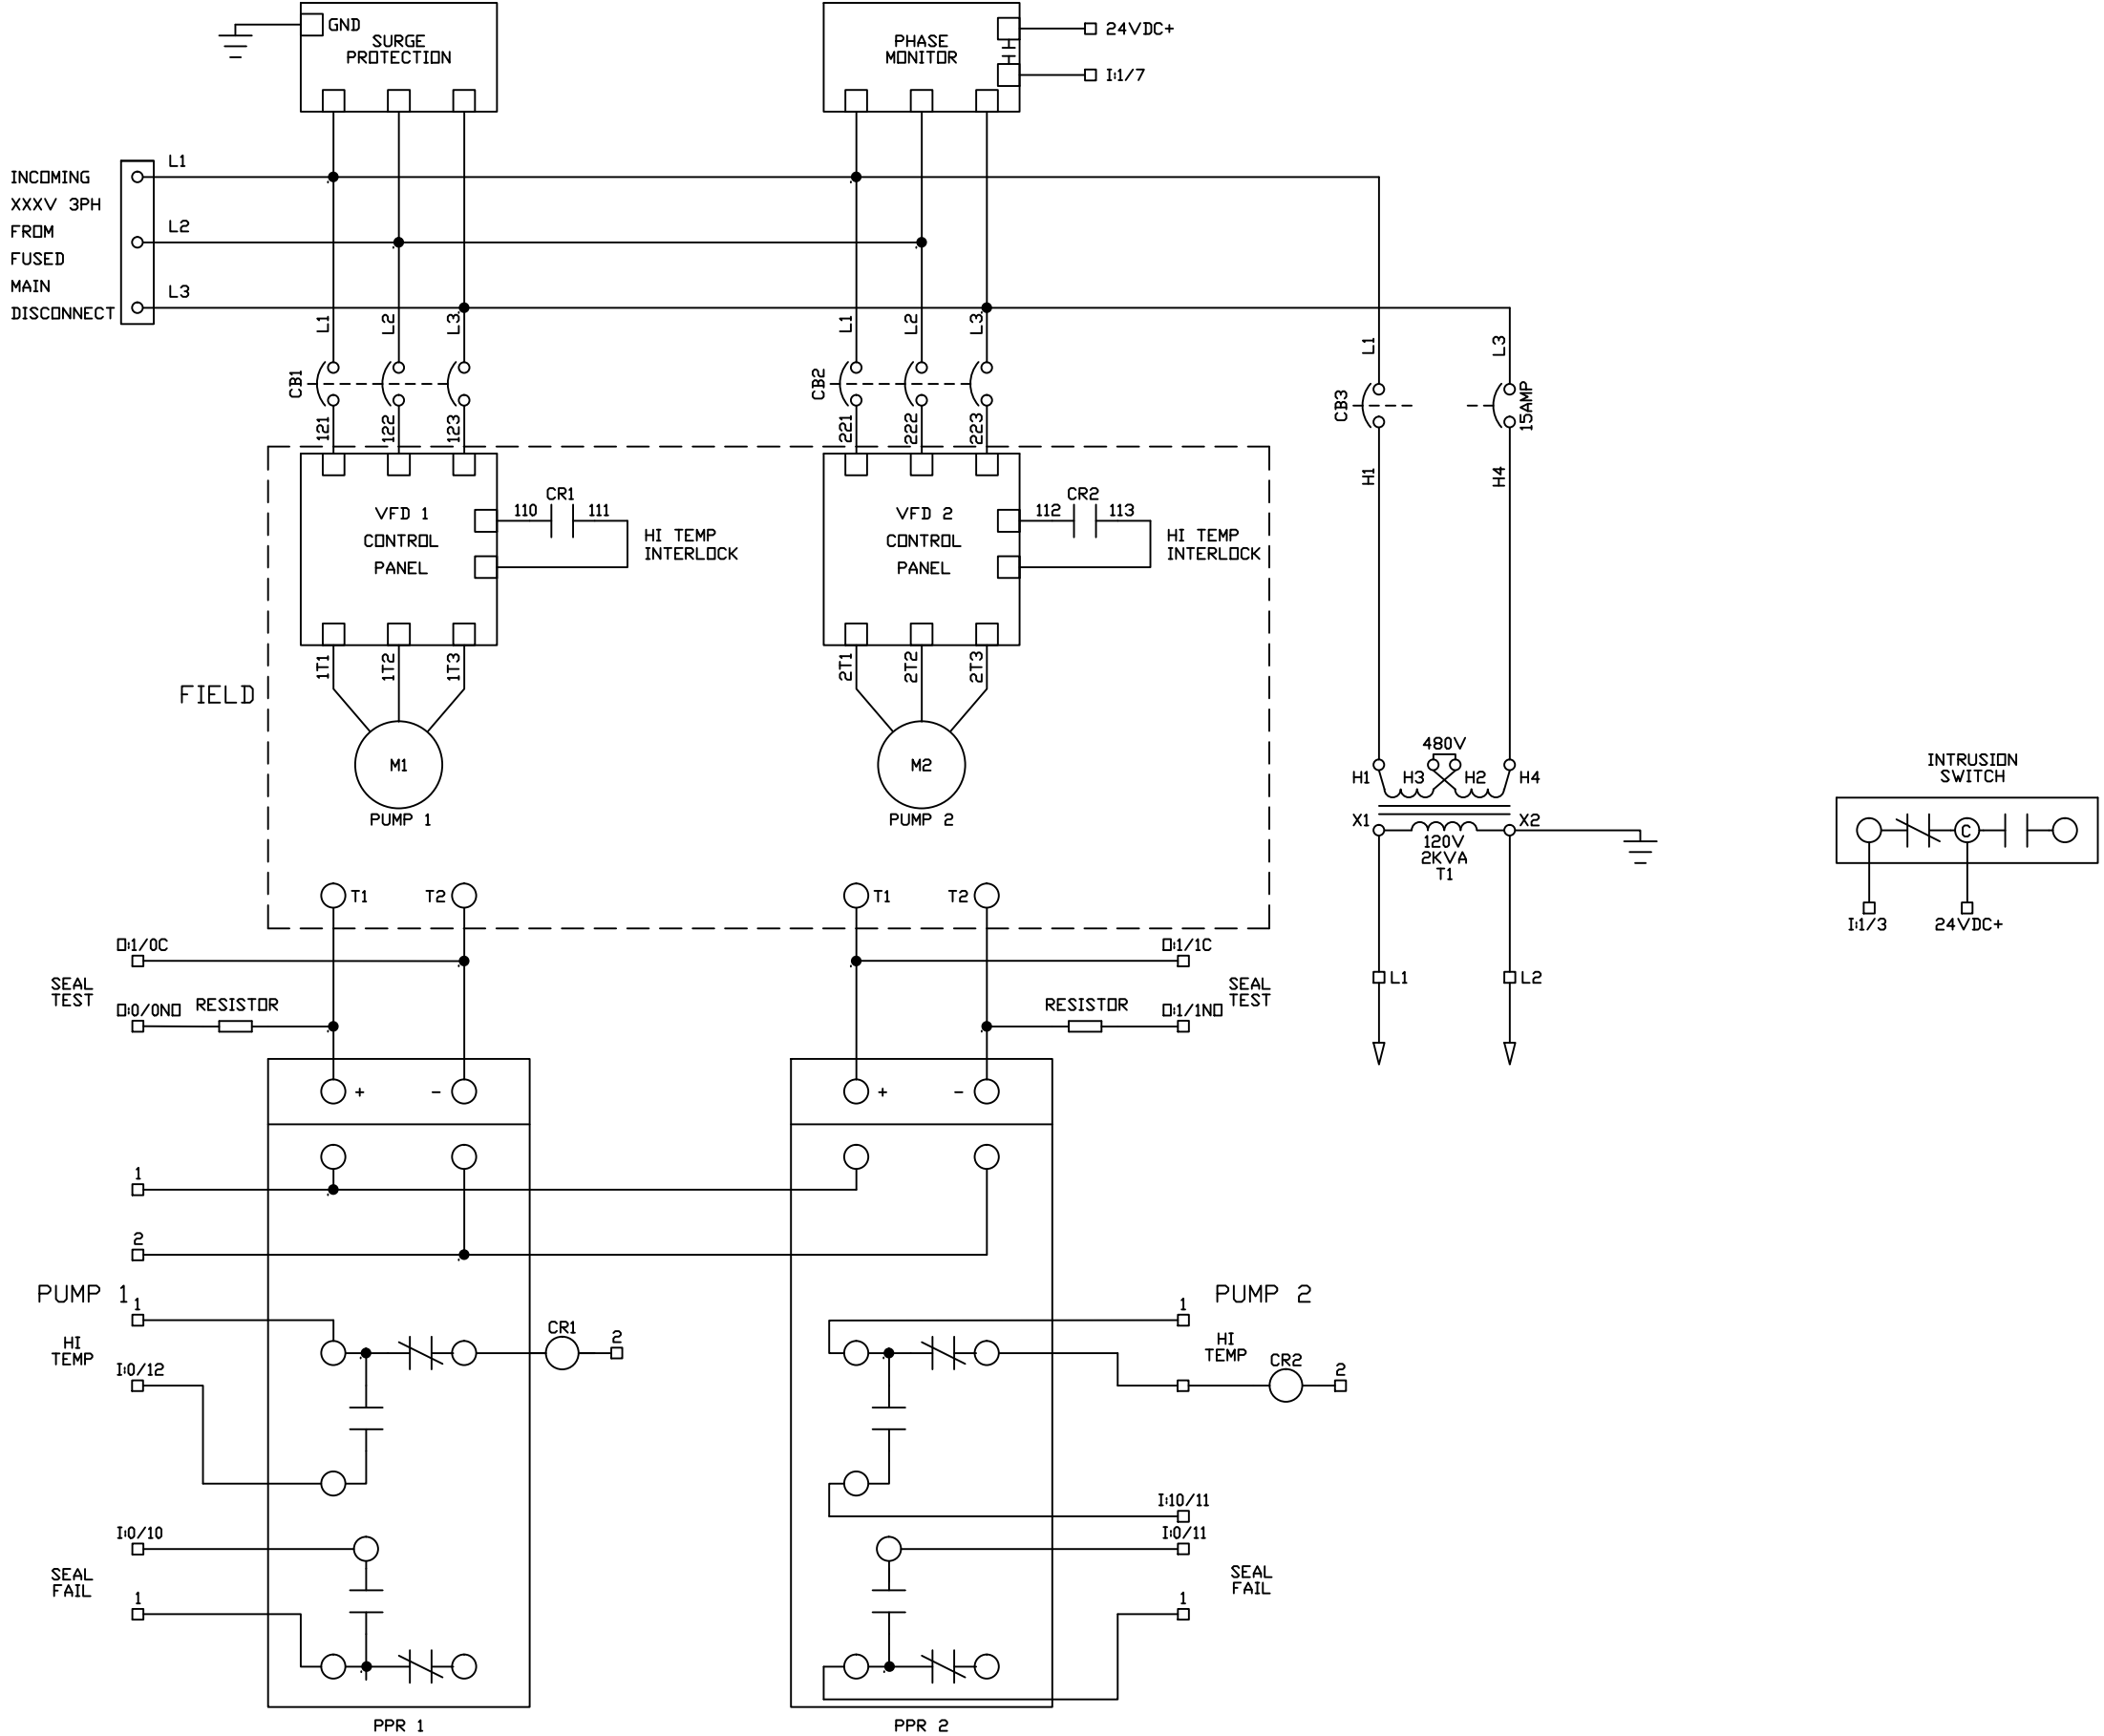 GND
SURGE
PROTECTION
PHASE
MONITOR
24VDC+
I:1/7
L1
INCOMING
XXXV 3PH
FROM
FUSED
MAIN
DISCONNECT
L2
L3
L1
L2
L3
L1
L2
L3
L1
L3
CB1
CB2
CB3
15AMP
121
122
123
221
222
223
H1
H4
VFD 1
CONTROL
PANEL
110
CR1
111
HI TEMP
INTERLOCK
VFD 2
CONTROL
PANEL
112
CR2
113
HI TEMP
INTERLOCK
1T1
1T2
1T3
2T1
2T2
2T3
FIELD
M1
PUMP 1
M2
PUMP 2
480V
H1
H3
H2
H4
X1
X2
120V
2KVA
T1
INTRUSION
SWITCH
C
I:1/3
24VDC+
T1
T2
T1
T2
O:1/0C
SEAL
TEST
O:0/0NO
RESISTOR
O:1/1C
SEAL
TEST
RESISTOR
O:1/1NO
L1
L2
+
-
+
-
1
2
PUMP 1
1
HI
TEMP
I:0/12
CR1
2
PUMP 2
1
HI
TEMP
CR2
2
I:0/10
SEAL
FAIL
1
I:10/11
I:0/11
SEAL
FAIL
1
PPR 1
PPR 2